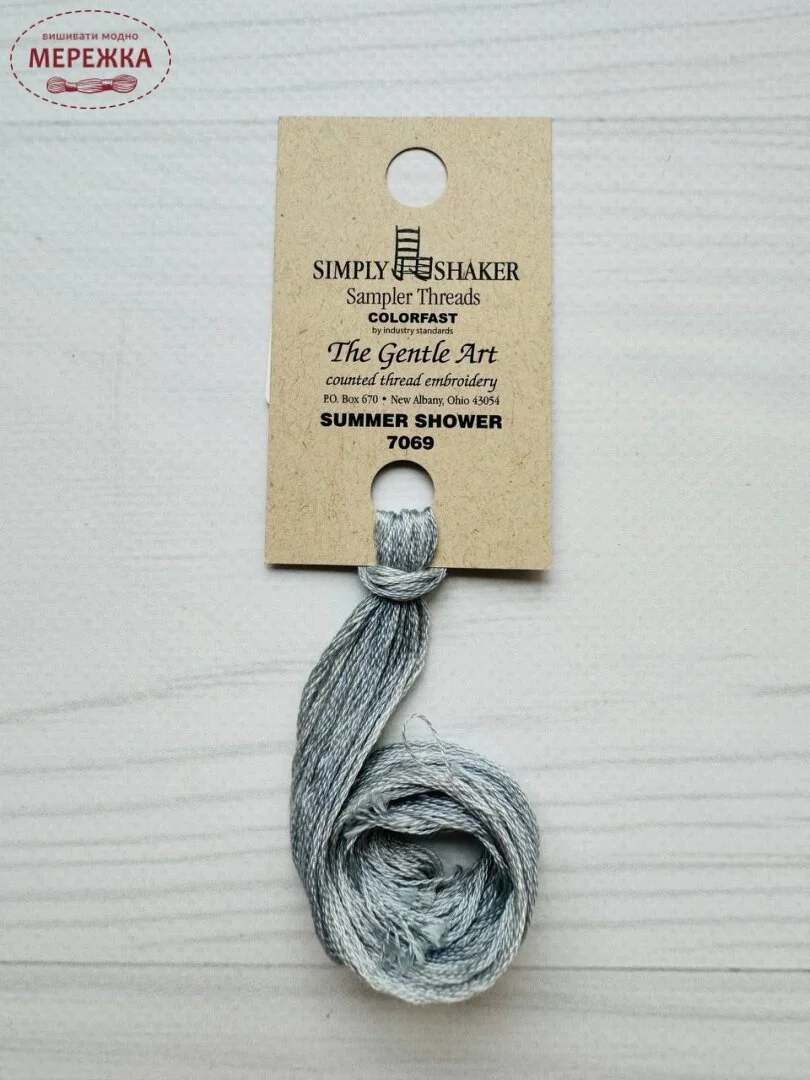 вишивати модно
МЕРЕЖКА
SIMPLY SHAKER
Sampler Threads
COLORFAST
by industry standards
The Gentle Art
counted thread embroidery
P.O. Box 670 • New Albany, Ohio 43054
SUMMER SHOWER
7069